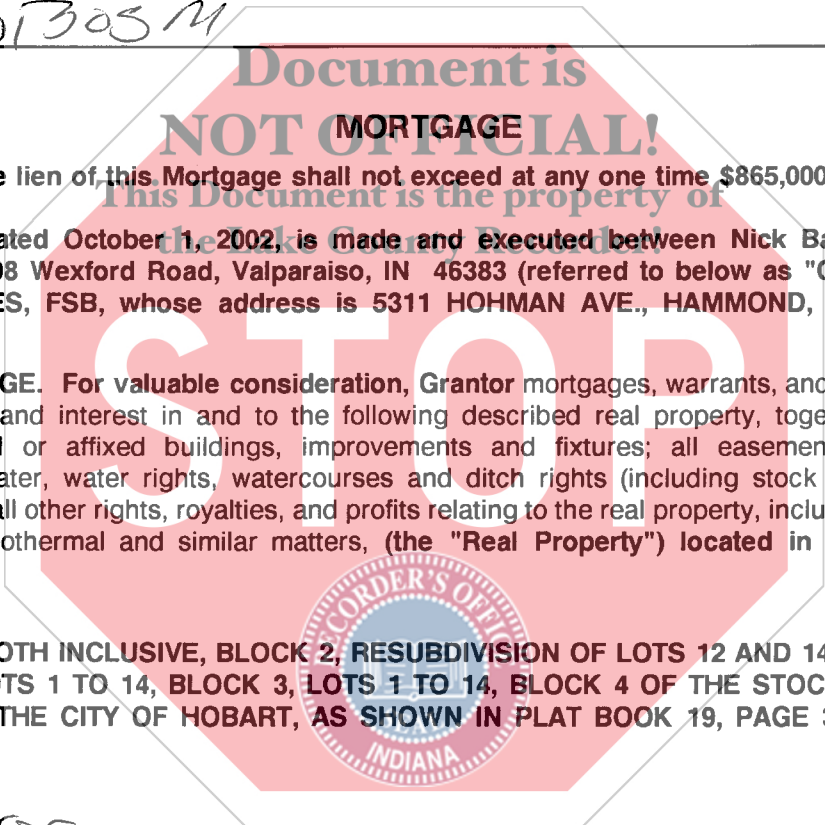 Document is
NOT OFFICIAL!
MORTGAGE
lien of this Mortgage shall not exceed at any one time $865,000
This Document is the property of
the Lake County Recorder!
ated October 1, 2002, is made and executed between Nick Ba
8 Wexford Road, Valparaiso, IN 46383 (referred to below as "G
ES, FSB, whose address is 5311 HOHMAN AVE., HAMMOND,
GE. For valuable consideration, Grantor mortgages, warrants, and
and interest in and to the following described real property, toge
or affixed buildings, improvements and fixtures; all easemen
ater, water rights, watercourses and ditch rights (including stock
all other rights, royalties, and profits relating to the real property, inclu
othermal and similar matters, (the "Real Property") located in
STOP
RECORDER'S OFFICE
OTH INCLUSIVE, BLOCK 2, RESUBDIVISION OF LOTS 12 AND 14
TS 1 TO 14, BLOCK 3, LOTS 1 TO 14, BLOCK 4 OF THE STOC
THE CITY OF HOBART, AS SHOWN IN PLAT BOOK 19, PAGE 3
INDIANA